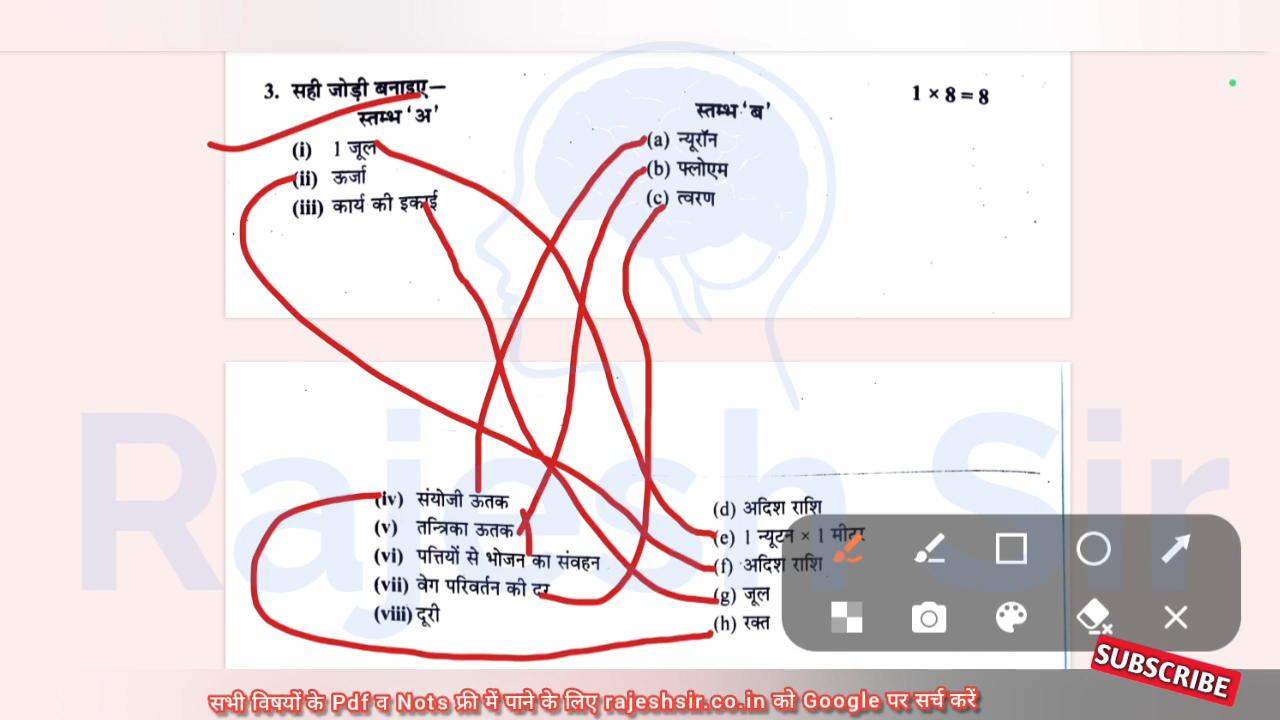 3. सही जोड़ी बनाइए—
1 × 8 = 8
स्तम्भ ‘अ’
स्तम्भ ‘ब’
(i) 1 जूल
(a) न्यूरॉन
(ii) ऊर्जा
(b) फ्लोएम
(iii) कार्य की इकाई
(c) त्वरण
Rajesh Sir
(iv) संयोजी ऊतक
(d) अदिश राशि
(v) तन्त्रिका ऊतक
(e) 1 न्यूटन × 1 मीटर
(vi) पत्तियों से भोजन का संवहन
(f) अदिश राशि
(vii) वेग परिवर्तन की दर
(g) जूल
(viii) दूरी
(h) रक्त
SUBSCRIBE
सभी विषयों के Pdf व Nots फ्री में पाने के लिए rajeshsir.co.in को Google पर सर्च करें